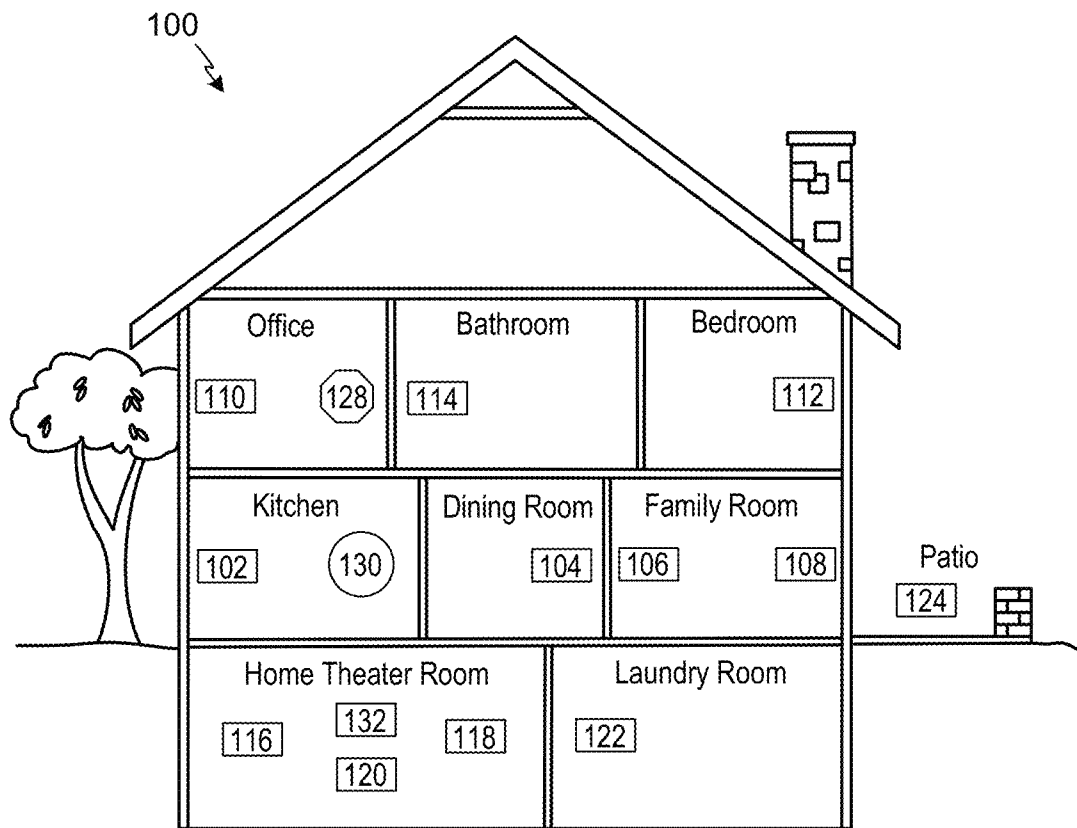 100
Office Bathroom Bedroom
110 128 114 112
Kitchen Dining Room Family Room
102 130 104 106 108
Patio
124
Home Theater Room Laundry Room
132
116 118 122
120